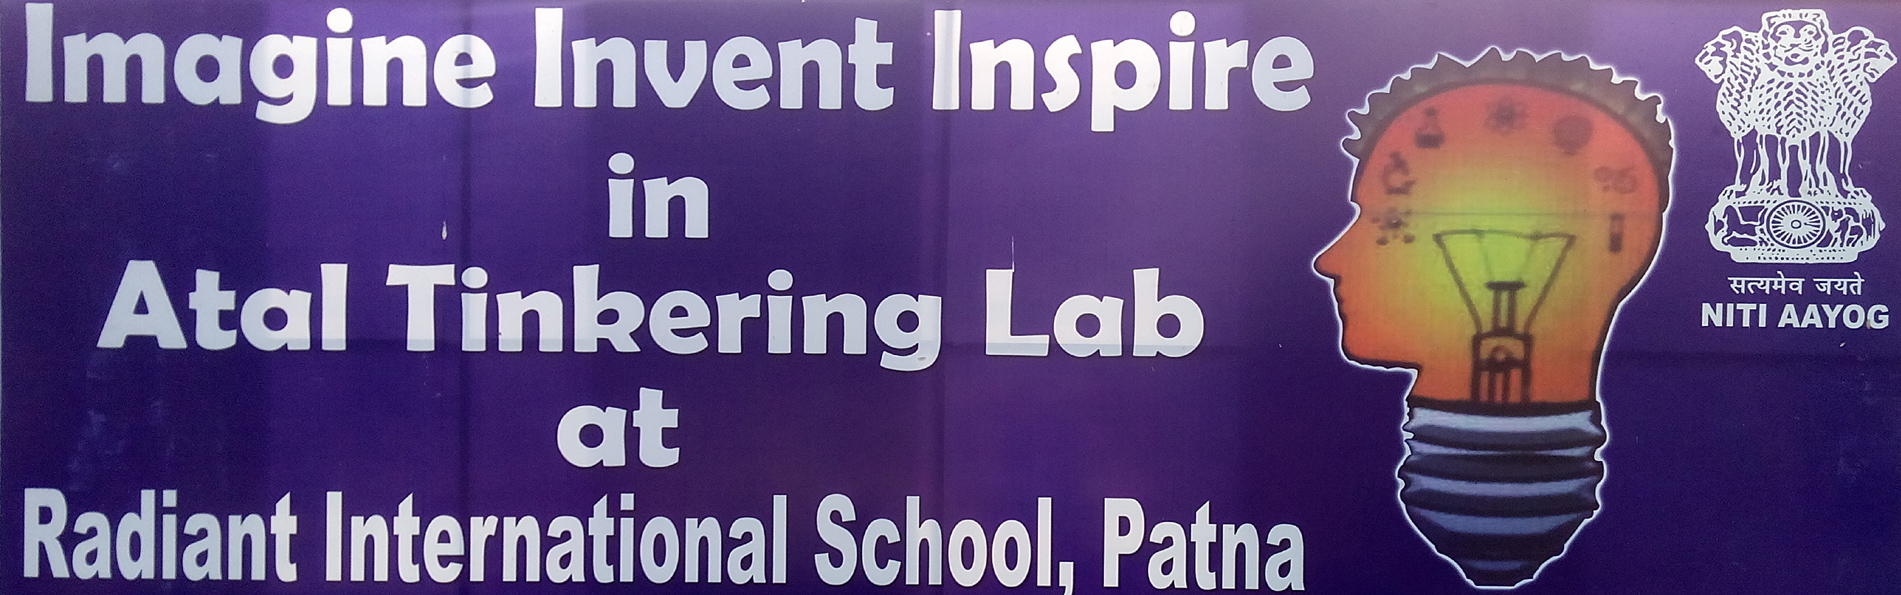 Imagine Invent Inspire
in
Atal Tinkering Lab
at
Radiant International School, Patna
सत्यमेव जयते
NITI AAYOG